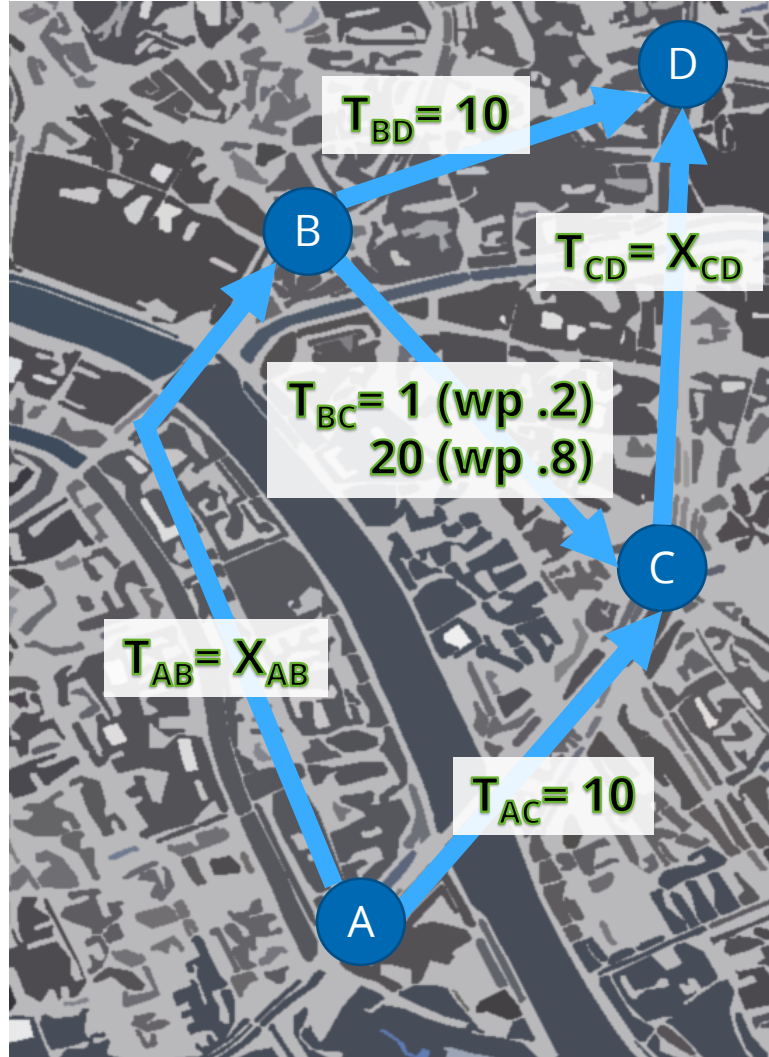 D
T_BD= 10
B
T_CD= X_CD
T_BC= 1 (wp .2)
20 (wp .8)
C
T_AB= X_AB
T_AC= 10
A